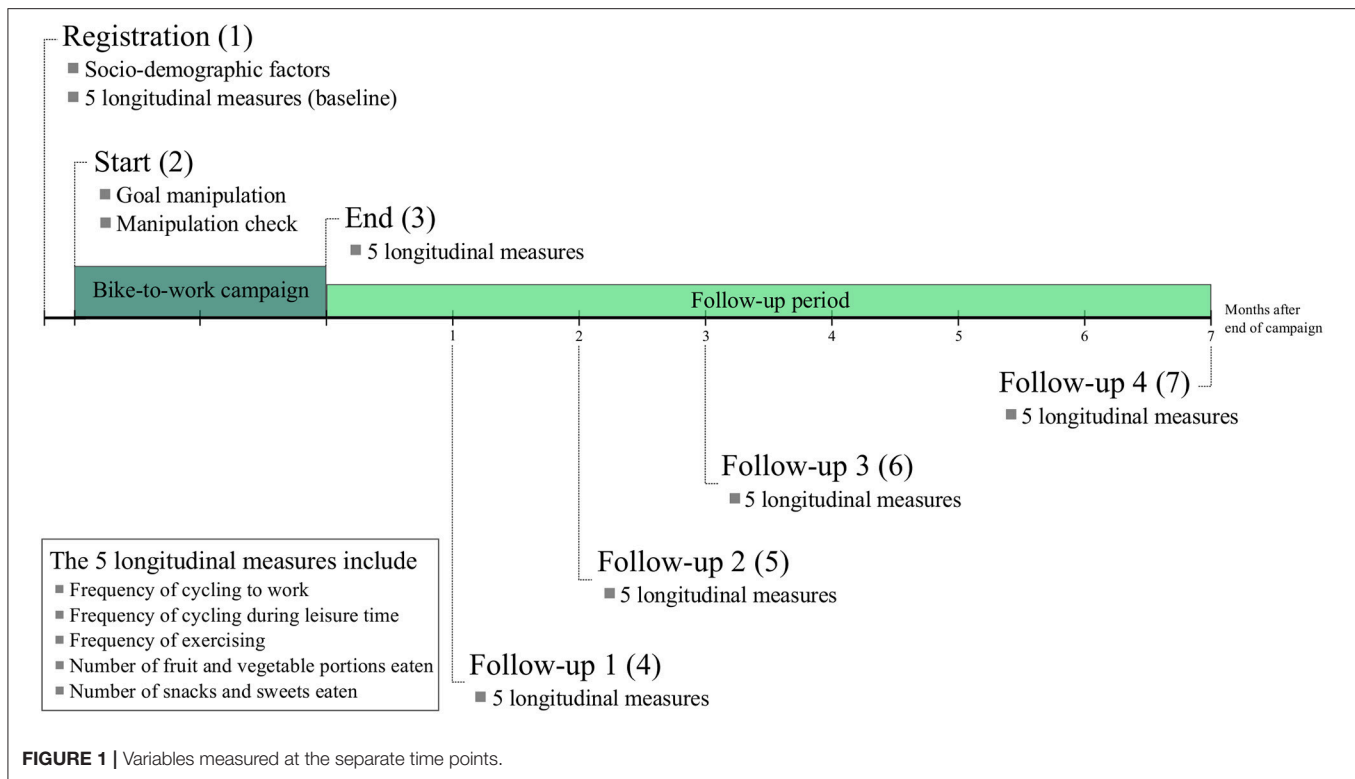 Registration (1)
Socio-demographic factors
5 longitudinal measures (baseline)
Start (2)
Goal manipulation
Manipulation check
End (3)
5 longitudinal measures
Bike-to-work campaign
Follow-up period
1
2
3
4
5
6
7
Months after
end of campaign
Follow-up 4 (7)
5 longitudinal measures
Follow-up 3 (6)
5 longitudinal measures
Follow-up 2 (5)
5 longitudinal measures
Follow-up 1 (4)
5 longitudinal measures
The 5 longitudinal measures include
Frequency of cycling to work
Frequency of cycling during leisure time
Frequency of exercising
Number of fruit and vegetable portions eaten
Number of snacks and sweets eaten
FIGURE 1 | Variables measured at the separate time points.